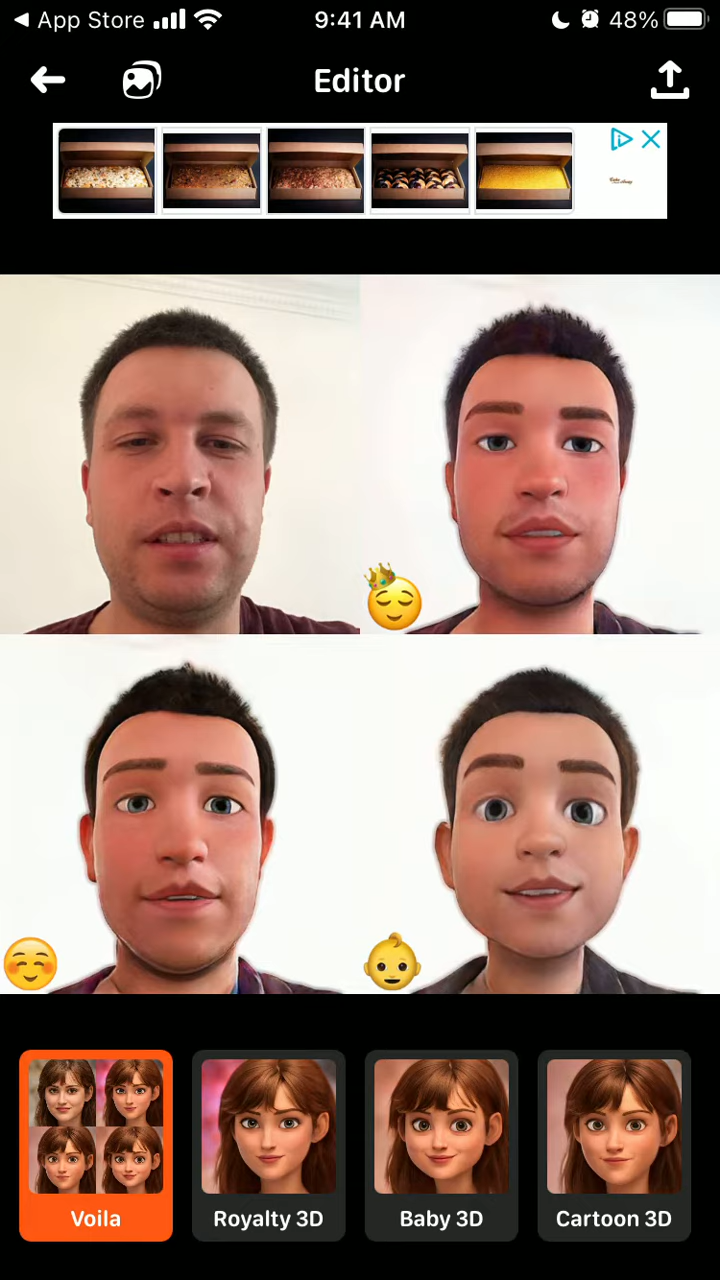 App Store
9:41 AM
48%
Editor
Voila
Royalty 3D
Baby 3D
Cartoon 3D